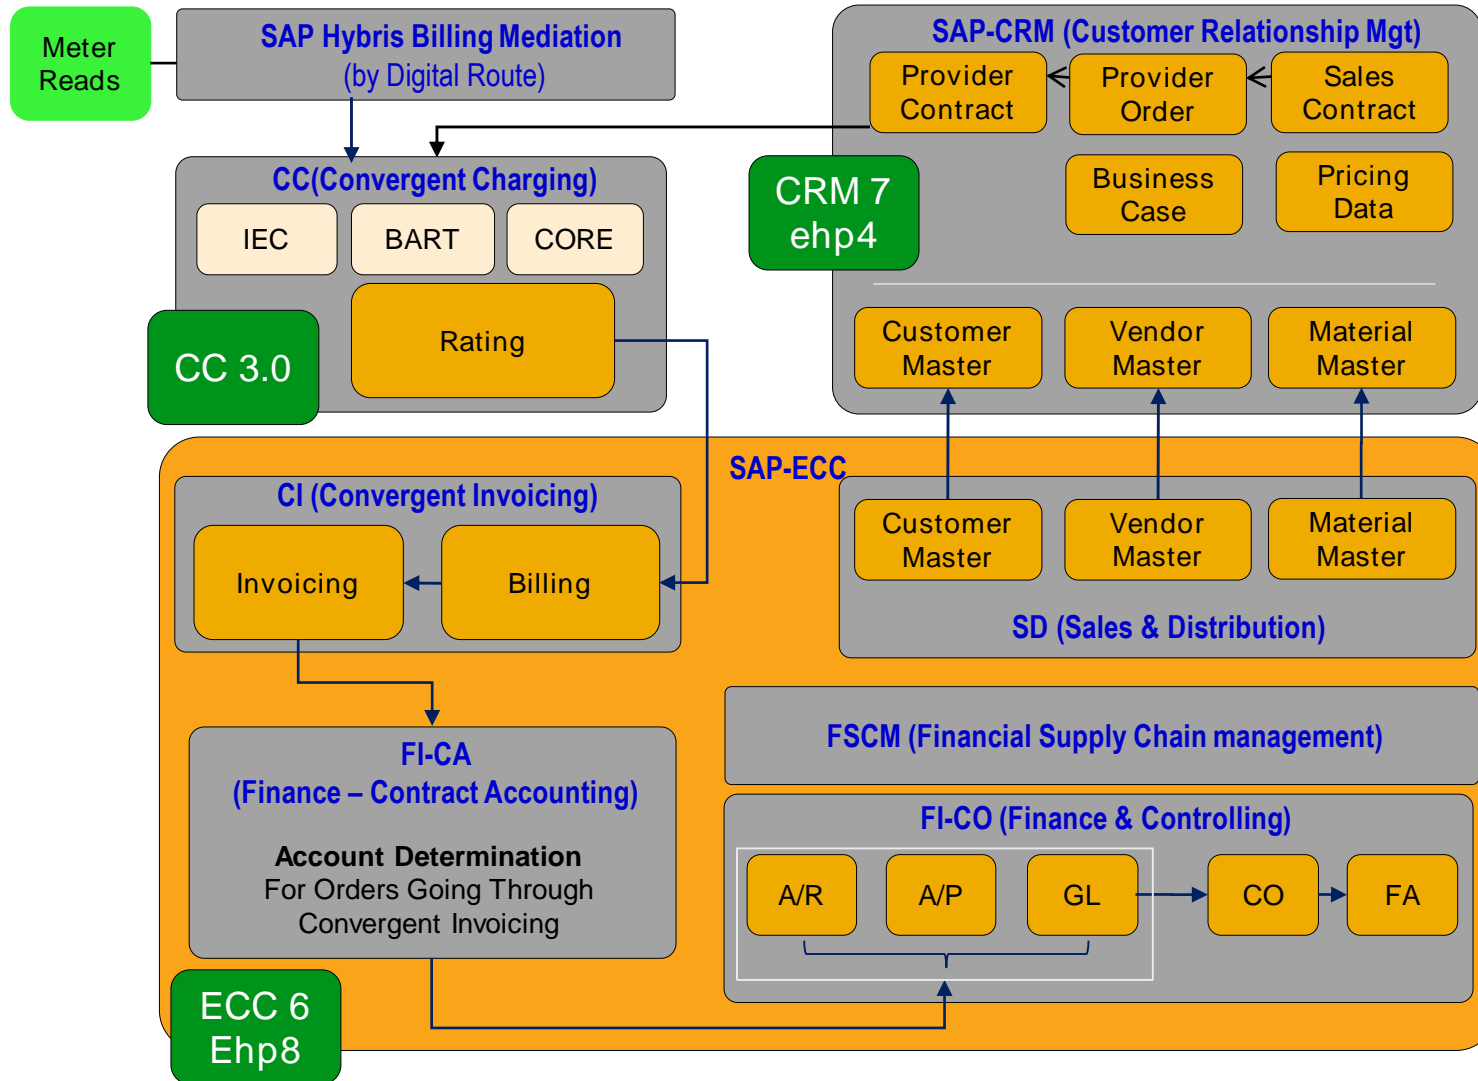 Meter
Reads
SAP Hybris Billing Mediation
(by Digital Route)
SAP-CRM (Customer Relationship Mgt)
Provider
Contract
Provider
Order
Sales
Contract
Business
Case
Pricing
Data
CRM 7
ehp4
Customer
Master
Vendor
Master
Material
Master
CC(Convergent Charging)
IEC
BART
CORE
Rating
CC 3.0
SAP-ECC
CI (Convergent Invoicing)
Invoicing
Billing
Customer
Master
Vendor
Master
Material
Master
SD (Sales & Distribution)
FSCM (Financial Supply Chain management)
FI-CA
(Finance – Contract Accounting)
Account Determination
For Orders Going Through
Convergent Invoicing
FI-CO (Finance & Controlling)
A/R
A/P
GL
CO
FA
ECC 6
Ehp8